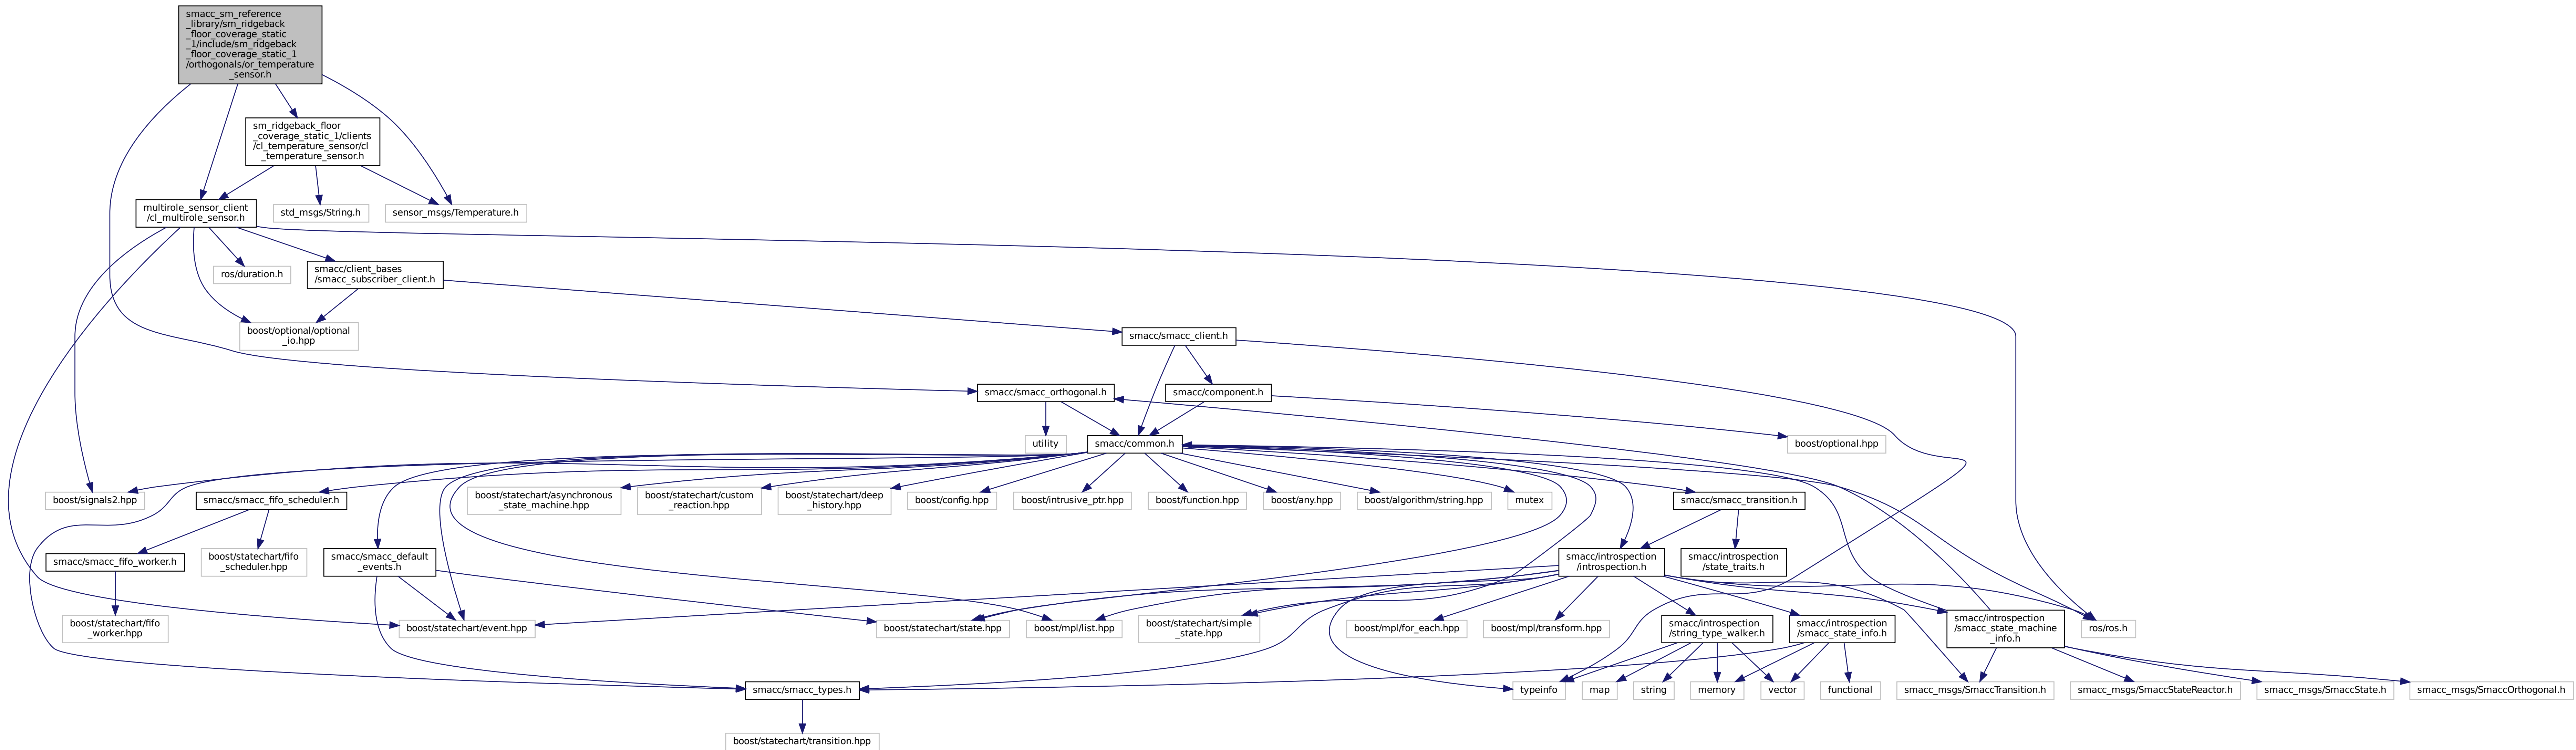 smacc_sm_reference
_library/sm_ridgeback
_floor_coverage_static
_1/include/sm_ridgeback
_floor_coverage_static_1
/orthogonals/or_temperature
_sensor.h
sm_ridgeback_floor
_coverage_static_1/clients
/cl_temperature_sensor/cl
_temperature_sensor.h
multirole_sensor_client
/cl_multirole_sensor.h
std_msgs/String.h
sensor_msgs/Temperature.h
ros/duration.h
smacc/client_bases
/smacc_subscriber_client.h
boost/optional/optional
_io.hpp
smacc/smacc_client.h
smacc/smacc_orthogonal.h
smacc/component.h
utility
smacc/common.h
boost/optional.hpp
boost/signals2.hpp
smacc/smacc_fifo_scheduler.h
boost/statechart/asynchronous
_state_machine.hpp
boost/statechart/custom
_reaction.hpp
boost/statechart/deep
_history.hpp
boost/config.hpp
boost/intrusive_ptr.hpp
boost/function.hpp
boost/any.hpp
boost/algorithm/string.hpp
mutex
smacc/smacc_transition.h
smacc/smacc_fifo_worker.h
boost/statechart/fifo
_scheduler.hpp
smacc/smacc_default
_events.h
smacc/introspection
/introspection.h
smacc/introspection
/state_traits.h
boost/statechart/fifo
_worker.hpp
boost/statechart/event.hpp
boost/statechart/state.hpp
boost/mpl/list.hpp
boost/statechart/simple
_state.hpp
boost/mpl/for_each.hpp
boost/mpl/transform.hpp
smacc/introspection
/string_type_walker.h
smacc/introspection
/smacc_state_info.h
smacc/introspection
/smacc_state_machine
_info.h
ros/ros.h
smacc/smacc_types.h
typeinfo
map
string
memory
vector
functional
smacc_msgs/SmaccTransition.h
smacc_msgs/SmaccStateReactor.h
smacc_msgs/SmaccState.h
smacc_msgs/SmaccOrthogonal.h
boost/statechart/transition.hpp